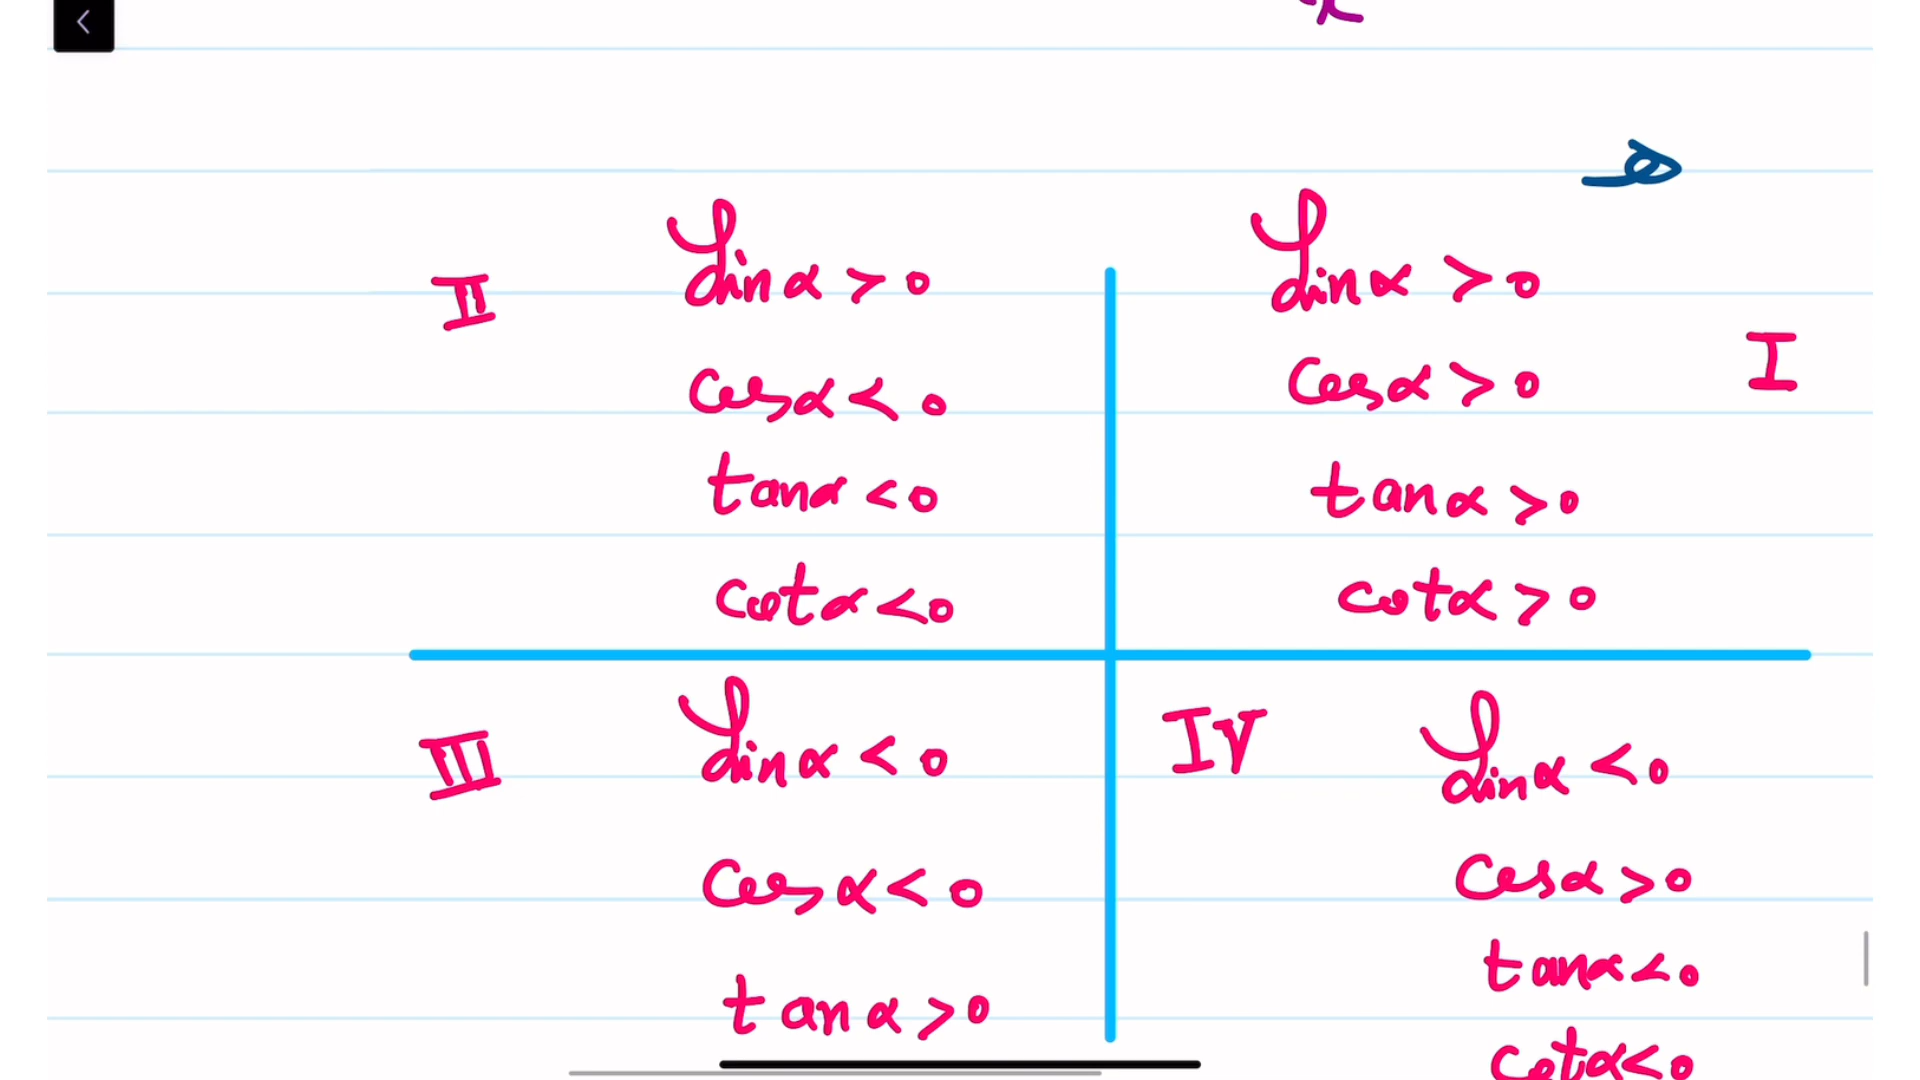 II
sinα > 0
cosα < 0
tanα < 0
cotα < 0
sinα > 0
cosα > 0
tanα > 0
cotα > 0
I
III
sinα < 0
cosα < 0
tanα > 0
IV
sinα < 0
cosα > 0
tanα < 0
cotα < 0